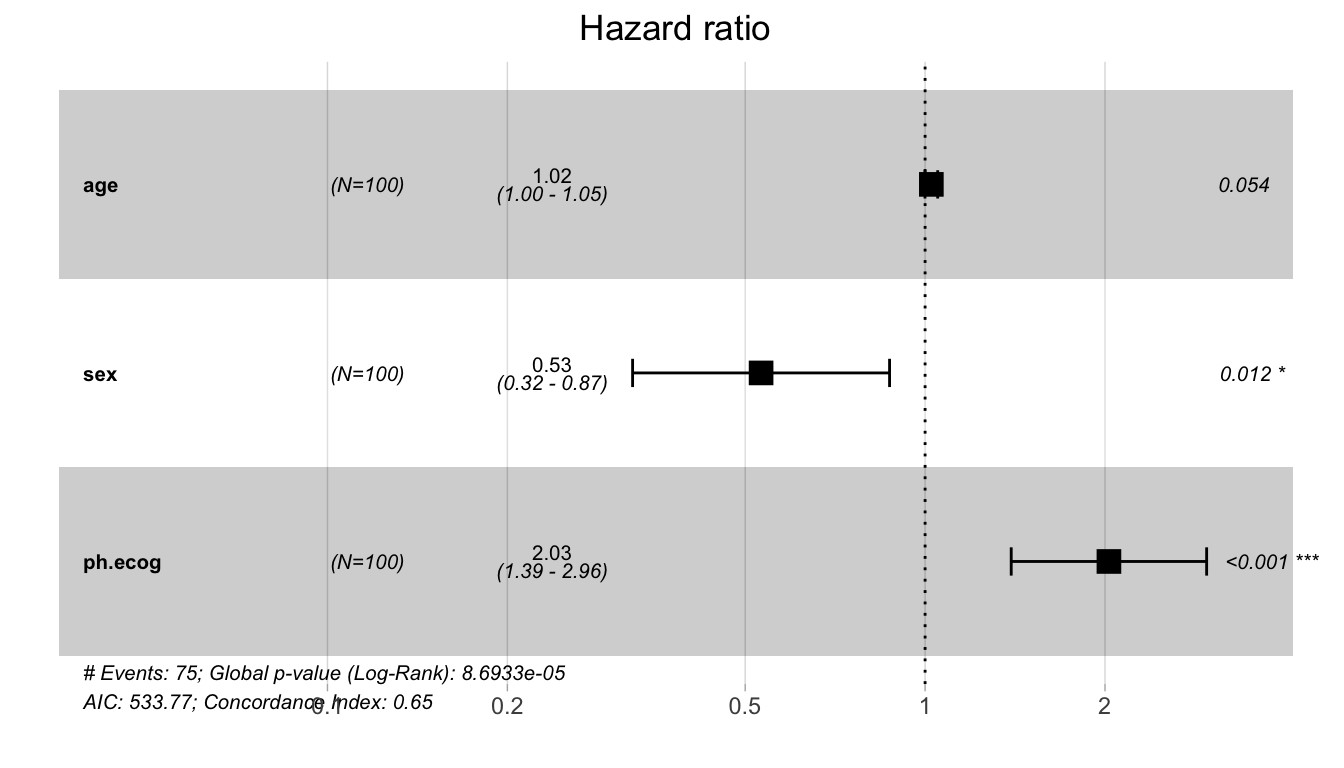 Hazard ratio
age (N=100) 1.02 0.054
(1.00 - 1.05)
sex (N=100) 0.53 0.012 *
(0.32 - 0.87)
ph.ecog (N=100) 2.03 <0.001 ***
(1.39 - 2.96)
# Events: 75; Global p-value (Log-Rank): 8.6933e-05
AIC: 533.77; Concordance Index: 0.65
0.1 0.2 0.5 1 2